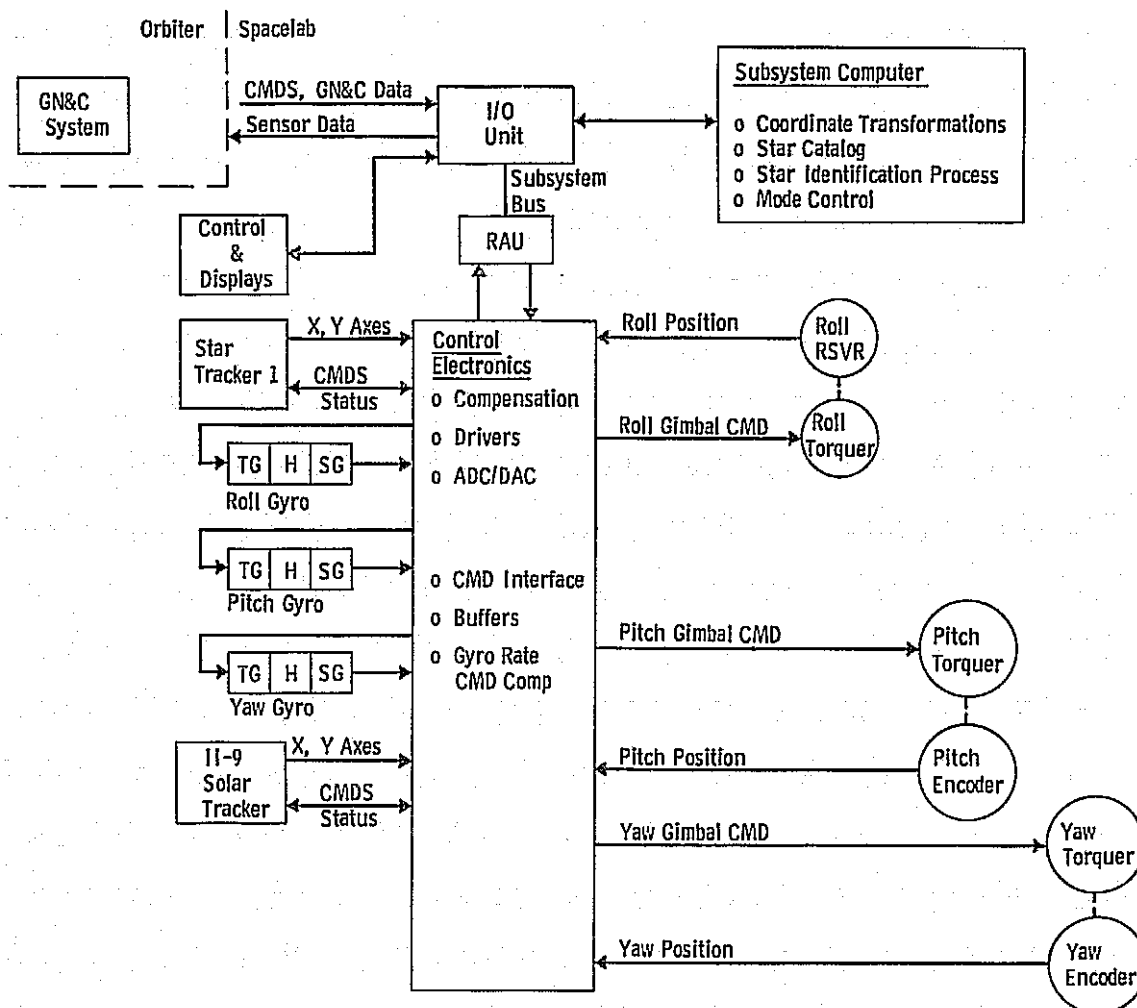 Orbiter
Spacelab
GN&C
System
CMDS, GN&C Data
Sensor Data
I/O
Unit
Subsystem Computer
o Coordinate Transformations
o Star Catalog
o Star Identification Process
o Mode Control
Subsystem
Bus
Control
&
Displays
RAU
Star
Tracker 1
X, Y Axes
CMDS
Status
Control
Electronics
o Compensation
o Drivers
o ADC/DAC
o CMD Interface
o Buffers
o Gyro Rate
CMD Comp
Roll Position
Roll
RSVR
Roll Gimbal CMD
Roll
Torquer
TG H SG
Roll Gyro
TG H SG
Pitch Gyro
TG H SG
Yaw Gyro
Pitch Gimbal CMD
Pitch
Torquer
II-9
Solar
Tracker
X, Y Axes
CMDS
Status
Pitch Position
Pitch
Encoder
Yaw Gimbal CMD
Yaw
Torquer
Yaw Position
Yaw
Encoder